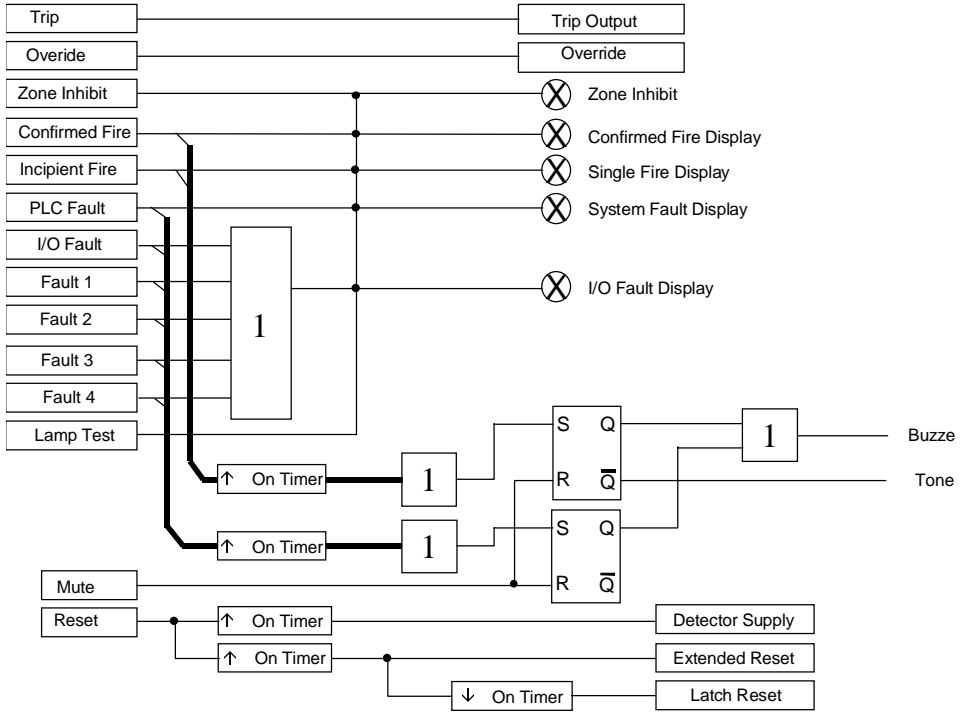 Trip
Trip Output
Overide
Override
Zone Inhibit
Zone Inhibit
Confirmed Fire
Confirmed Fire Display
Incipient Fire
Single Fire Display
PLC Fault
System Fault Display
I/O Fault
Fault 1
I/O Fault Display
Fault 2
1
Fault 3
Fault 4
Lamp Test
S Q
1
Buzze
↑ On Timer
1
R Q̅
Tone
↑ On Timer
1
S Q
Mute
R Q̅
Reset
↑ On Timer
Detector Supply
↑ On Timer
Extended Reset
↓ On Timer
Latch Reset